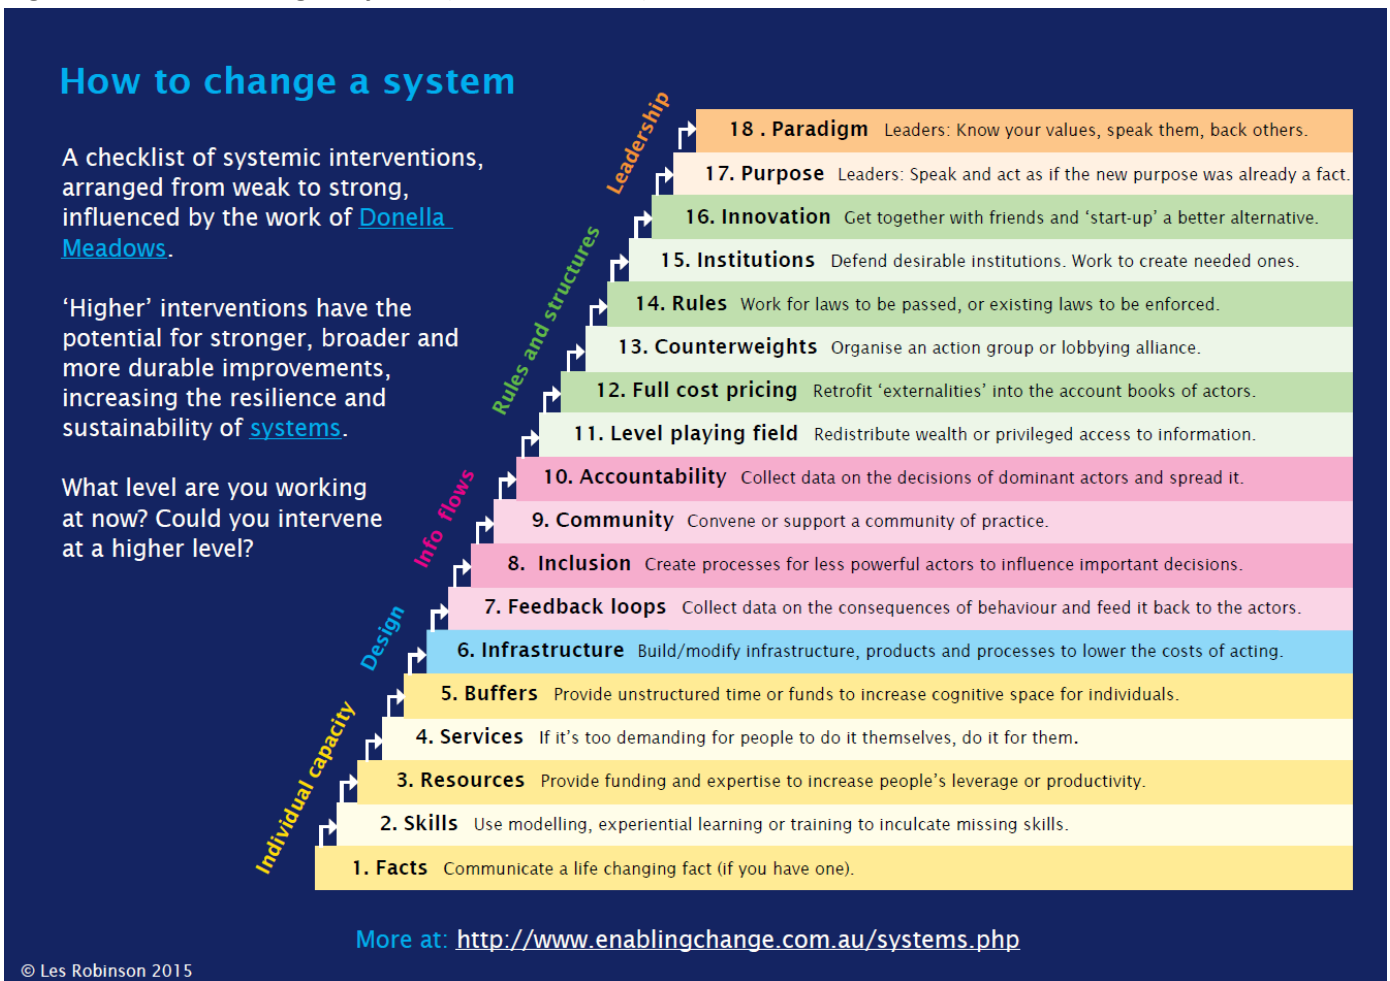 How to change a system
A checklist of systemic interventions,
arranged from weak to strong,
influenced by the work of Donella
Meadows.
‘Higher’ interventions have the
potential for stronger, broader and
more durable improvements,
increasing the resilience and
sustainability of systems.
What level are you working
at now? Could you intervene
at a higher level?
Leadership
18 . Paradigm Leaders: Know your values, speak them, back others.
17. Purpose Leaders: Speak and act as if the new purpose was already a fact.
Rules and structures
16. Innovation Get together with friends and ‘start-up’ a better alternative.
15. Institutions Defend desirable institutions. Work to create needed ones.
14. Rules Work for laws to be passed, or existing laws to be enforced.
13. Counterweights Organise an action group or lobbying alliance.
12. Full cost pricing Retrofit ‘externalities’ into the account books of actors.
11. Level playing field Redistribute wealth or privileged access to information.
Info flows
10. Accountability Collect data on the decisions of dominant actors and spread it.
9. Community Convene or support a community of practice.
8. Inclusion Create processes for less powerful actors to influence important decisions.
7. Feedback loops Collect data on the consequences of behaviour and feed it back to the actors.
Design
6. Infrastructure Build/modify infrastructure, products and processes to lower the costs of acting.
Individual capacity
5. Buffers Provide unstructured time or funds to increase cognitive space for individuals.
4. Services If it’s too demanding for people to do it themselves, do it for them.
3. Resources Provide funding and expertise to increase people’s leverage or productivity.
2. Skills Use modelling, experiential learning or training to inculcate missing skills.
1. Facts Communicate a life changing fact (if you have one).
More at: http://www.enablingchange.com.au/systems.php
© Les Robinson 2015